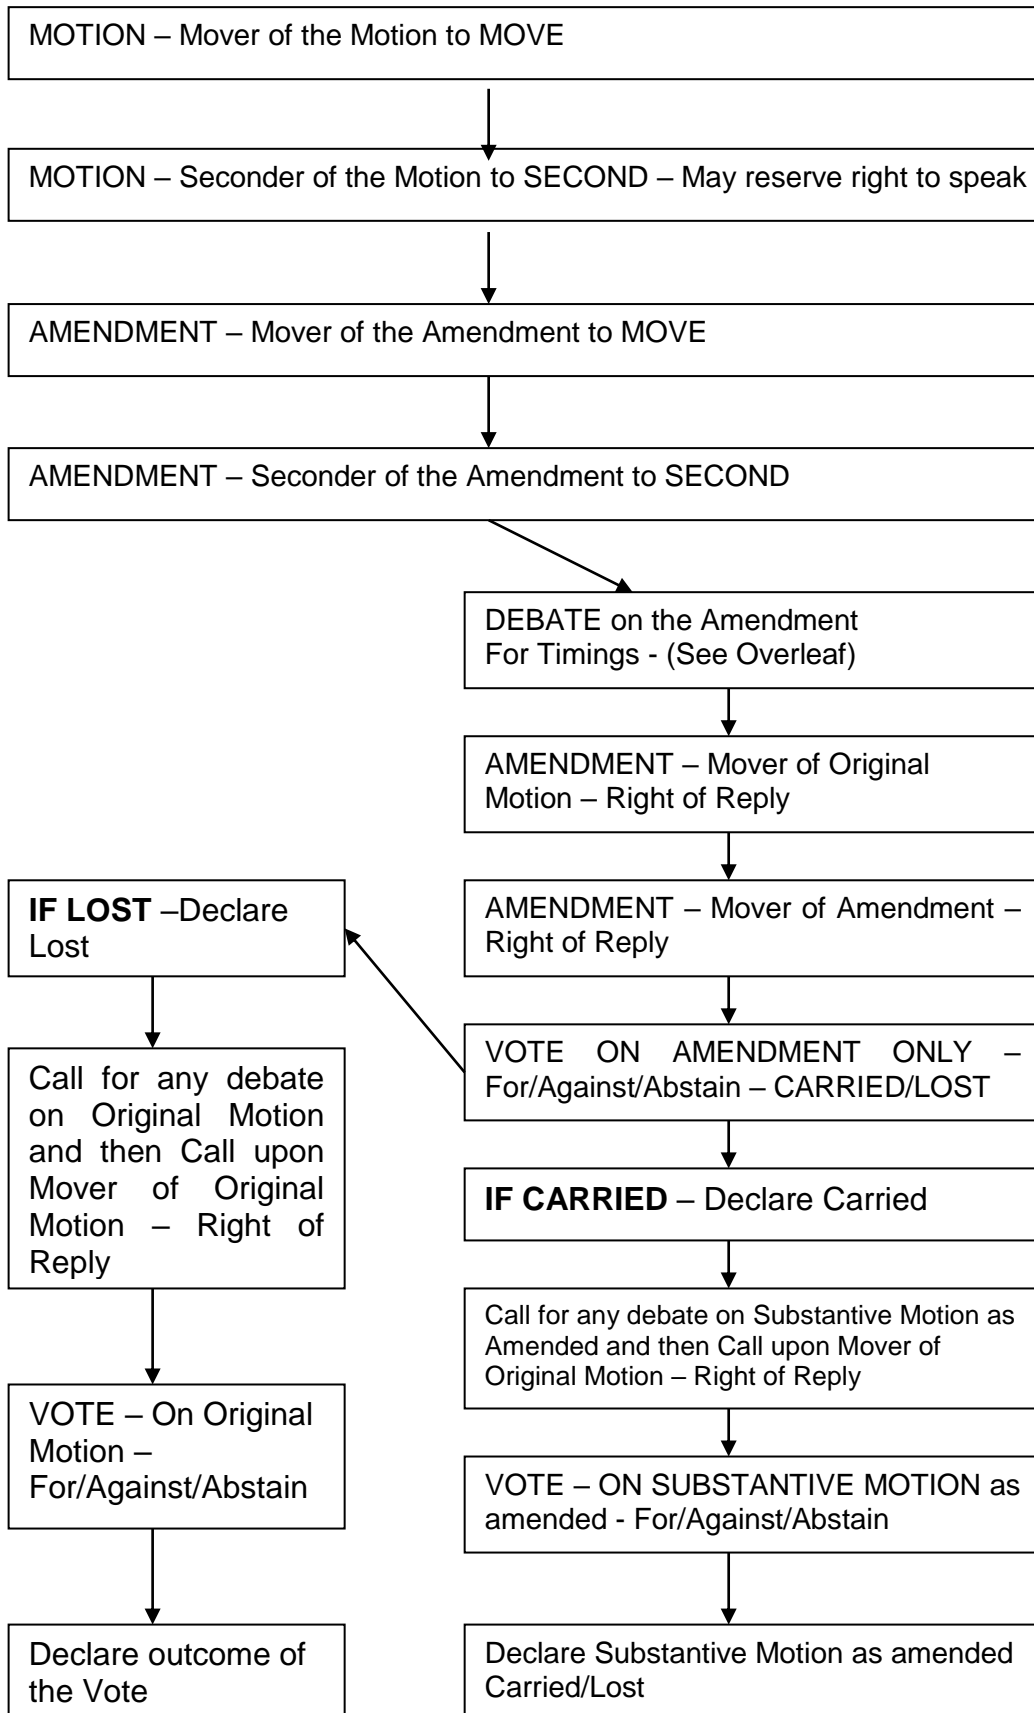 MOTION – Mover of the Motion to MOVE
MOTION – Seconder of the Motion to SECOND – May reserve right to speak
AMENDMENT – Mover of the Amendment to MOVE
AMENDMENT – Seconder of the Amendment to SECOND
DEBATE on the Amendment
For Timings - (See Overleaf)
AMENDMENT – Mover of Original
Motion – Right of Reply
AMENDMENT – Mover of Amendment –
Right of Reply
VOTE ON AMENDMENT ONLY –
For/Against/Abstain – CARRIED/LOST
IF LOST –Declare
Lost
Call for any debate
on Original Motion
and then Call upon
Mover of Original
Motion – Right of
Reply
VOTE – On Original
Motion –
For/Against/Abstain
Declare outcome of
the Vote
IF CARRIED – Declare Carried
Call for any debate on Substantive Motion as
Amended and then Call upon Mover of
Original Motion – Right of Reply
VOTE – ON SUBSTANTIVE MOTION as
amended - For/Against/Abstain
Declare Substantive Motion as amended
Carried/Lost